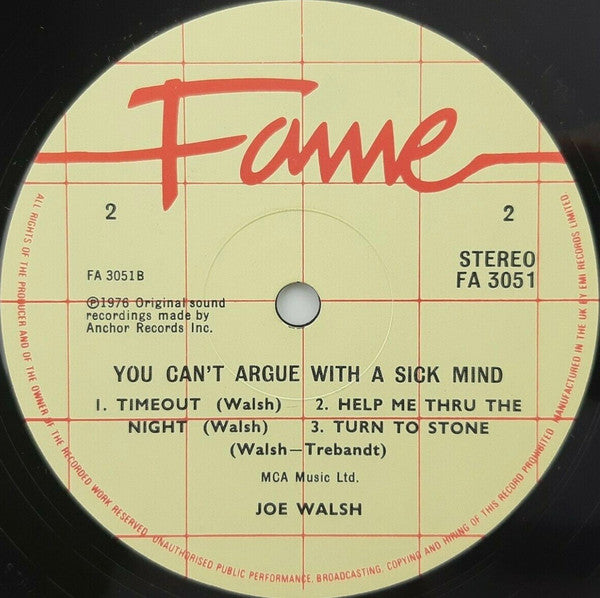 Fame
2
2
FA 3051B
STEREO
FA 3051
℗1976 Original sound
recordings made by
Anchor Records Inc.
YOU CAN'T ARGUE WITH A SICK MIND
1. TIMEOUT (Walsh) 2. HELP ME THRU THE
NIGHT (Walsh) 3. TURN TO STONE
(Walsh—Trebandt)
MCA Music Ltd.
JOE WALSH
ALL RIGHTS OF THE PRODUCER AND OF THE OWNER OF THE RECORDED WORK RESERVED. UNAUTHORISED PUBLIC PERFORMANCE, BROADCASTING, COPYING AND HIRING OF THIS RECORD PROHIBITED. MANUFACTURED IN THE UK BY EMI RECORDS LIMITED.